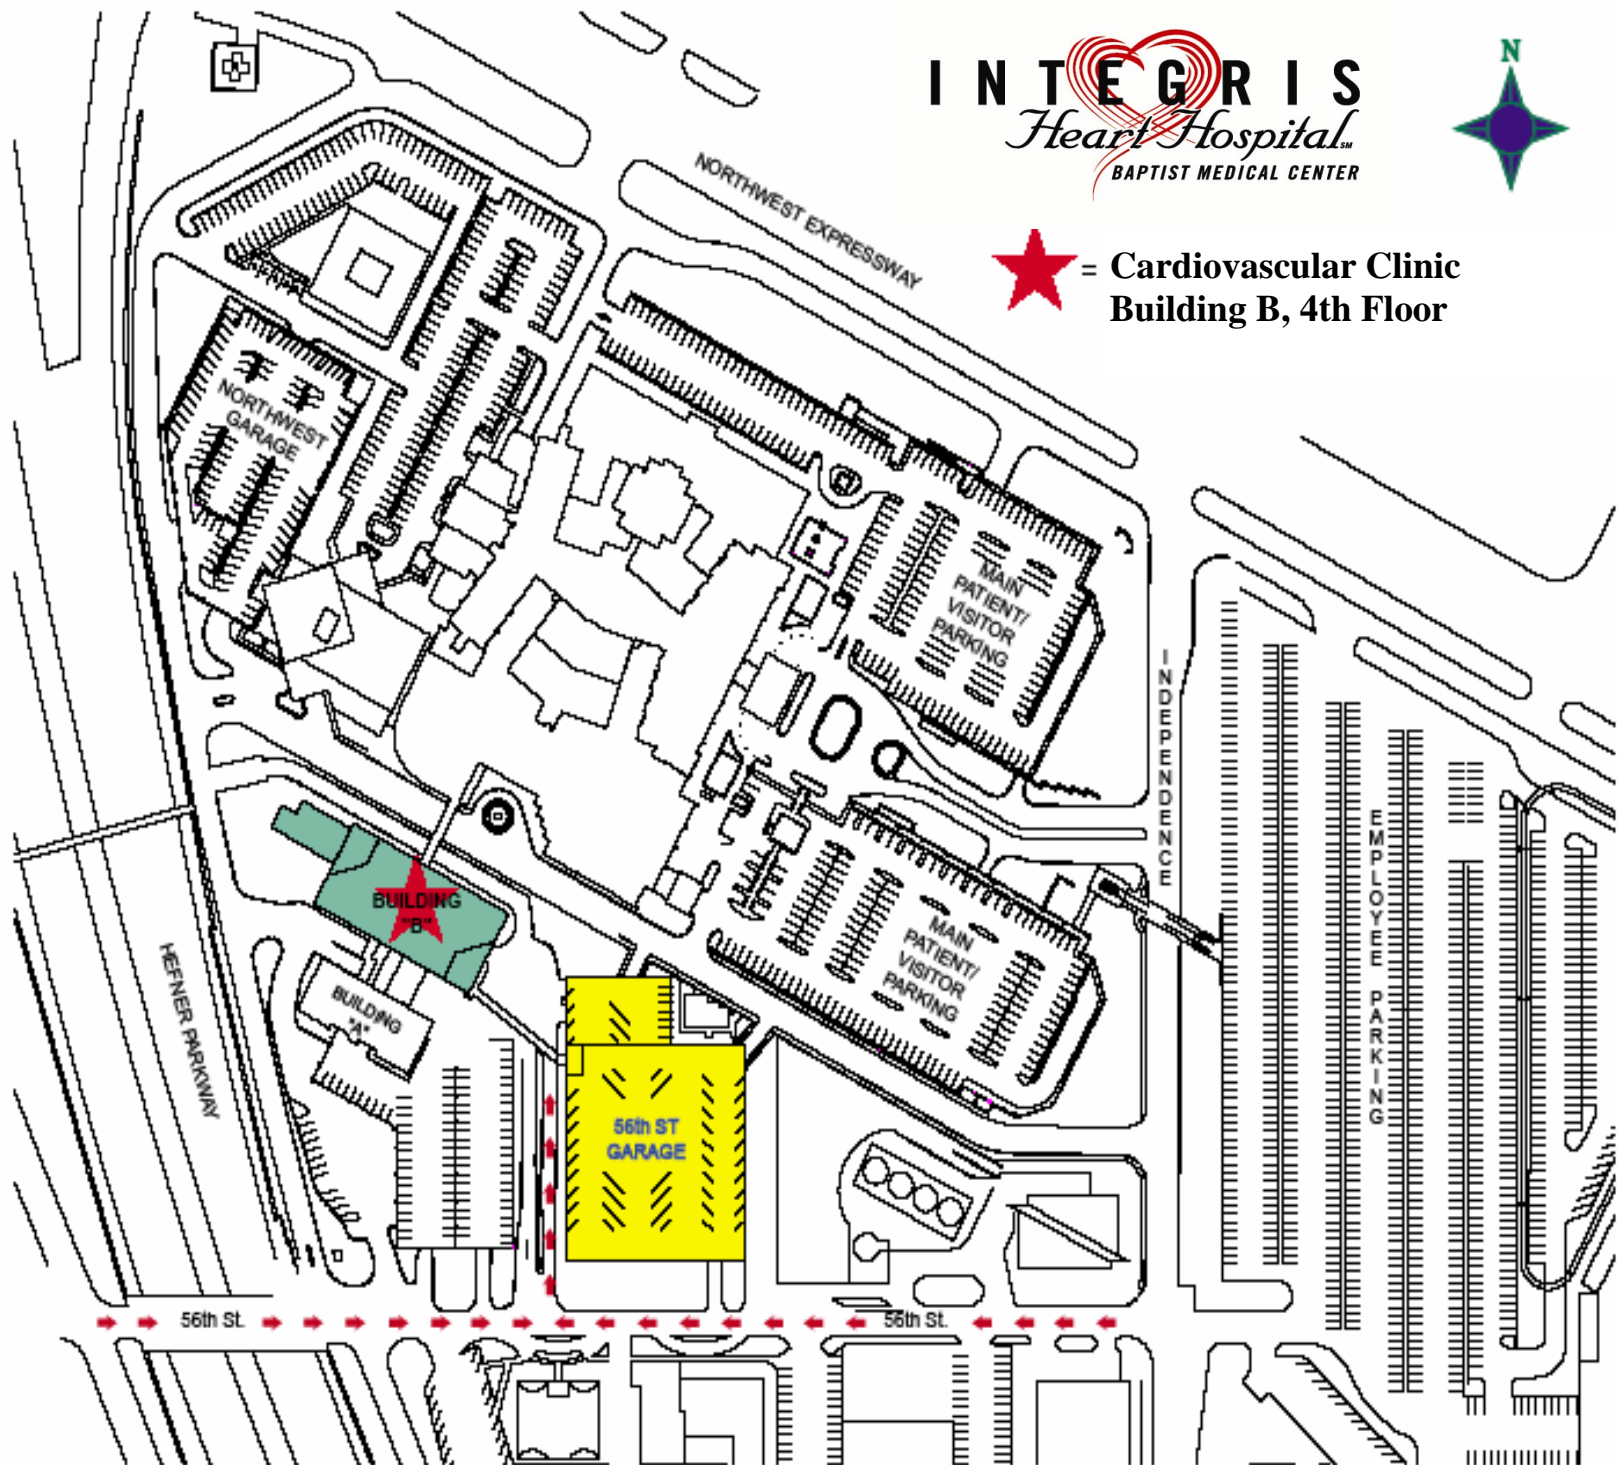 N
INTEGRIS
Heart Hospital SM
BAPTIST MEDICAL CENTER
NORTHWEST EXPRESSWAY
= Cardiovascular Clinic
Building B, 4th Floor
NORTHWEST
GARAGE
MAIN
PATIENT/
VISITOR
PARKING
INDEPENDENCE
EMPLOYEE PARKING
BUILDING
"B"
MAIN
PATIENT/
VISITOR
PARKING
HEFNER PARKWAY
BUILDING
"A"
56th ST
GARAGE
56th St.
56th St.